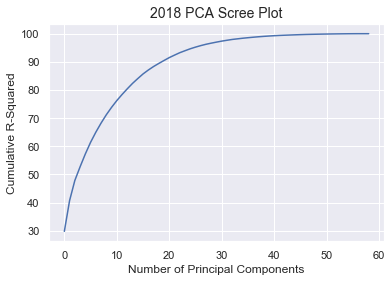 2018 PCA Scree Plot
100
90
80
70
60
50
40
30
Cumulative R-Squared
0 10 20 30 40 50 60
Number of Principal Components